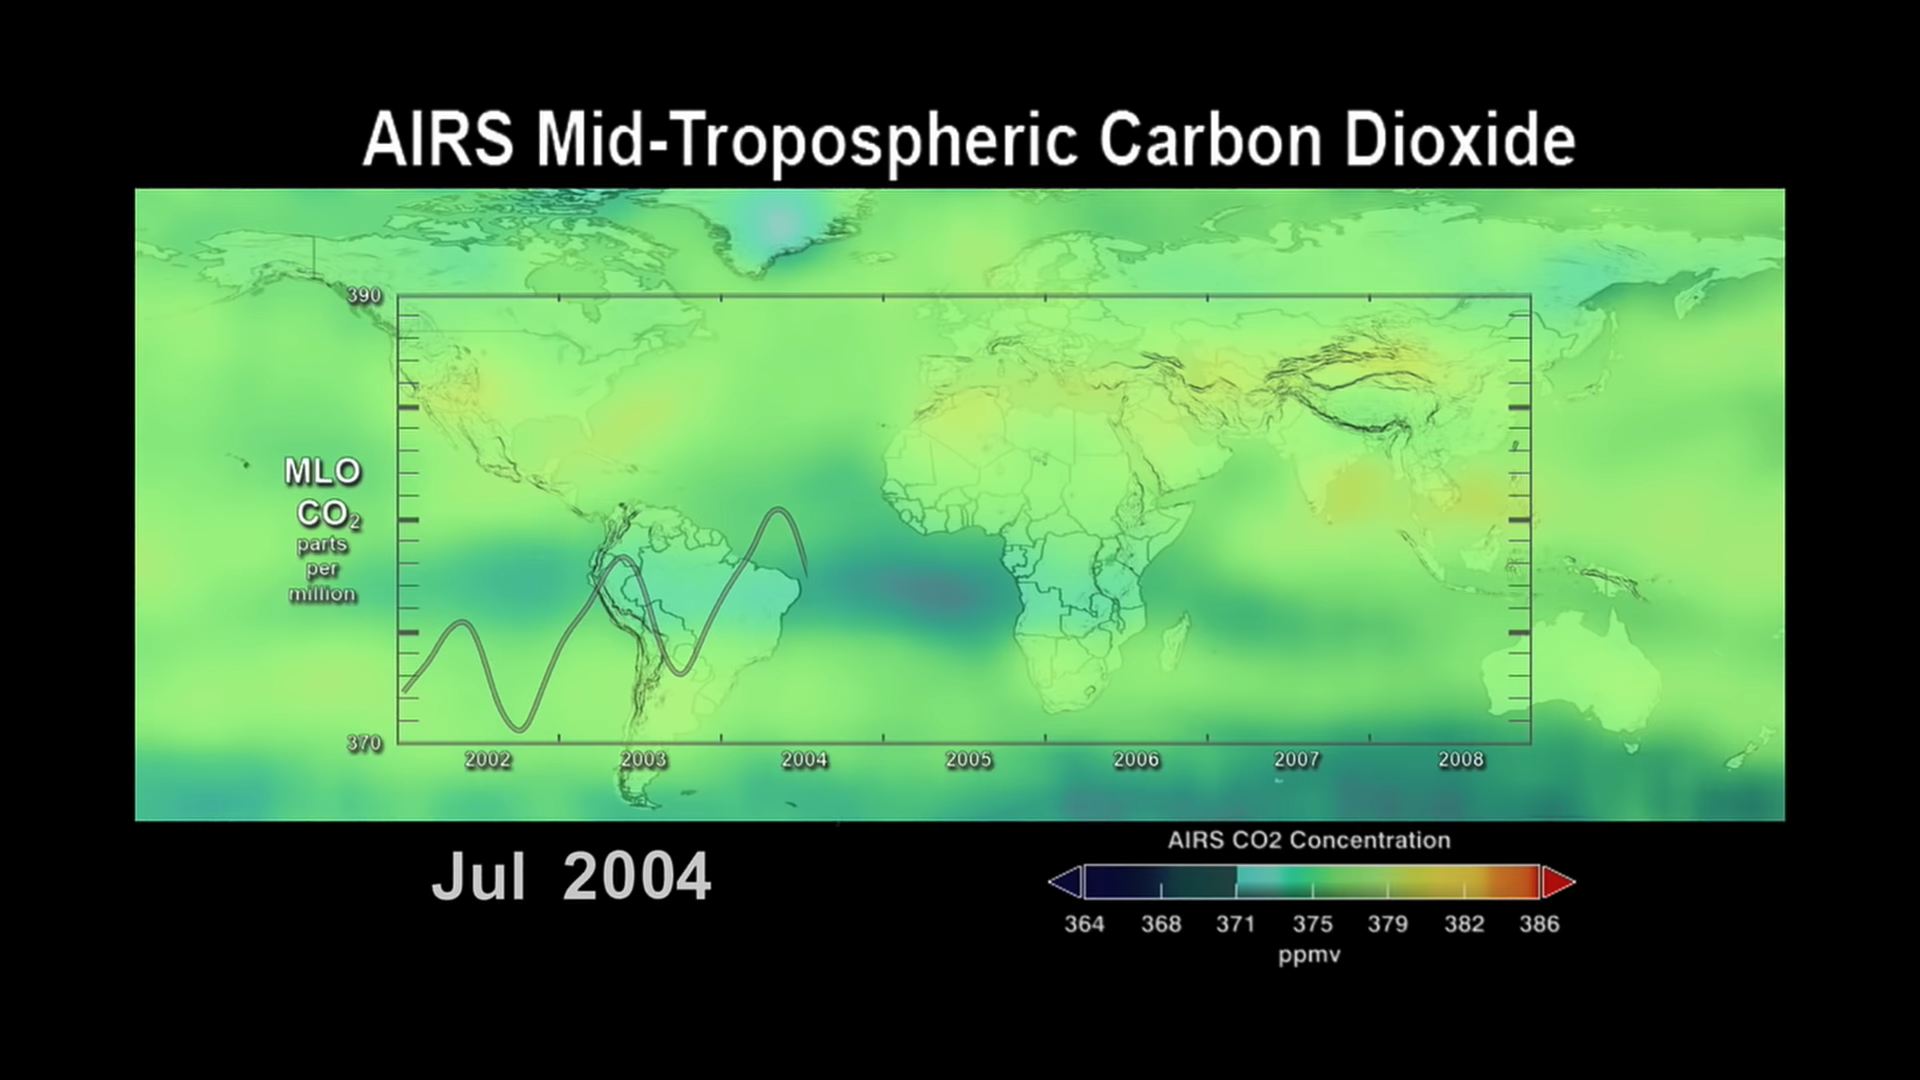 AIRS Mid-Tropospheric Carbon Dioxide
390
MLO
CO₂
parts
per
million
370
2002 2003 2004 2005 2006 2007 2008
Jul 2004
AIRS CO2 Concentration
364 368 371 375 379 382 386
ppmv